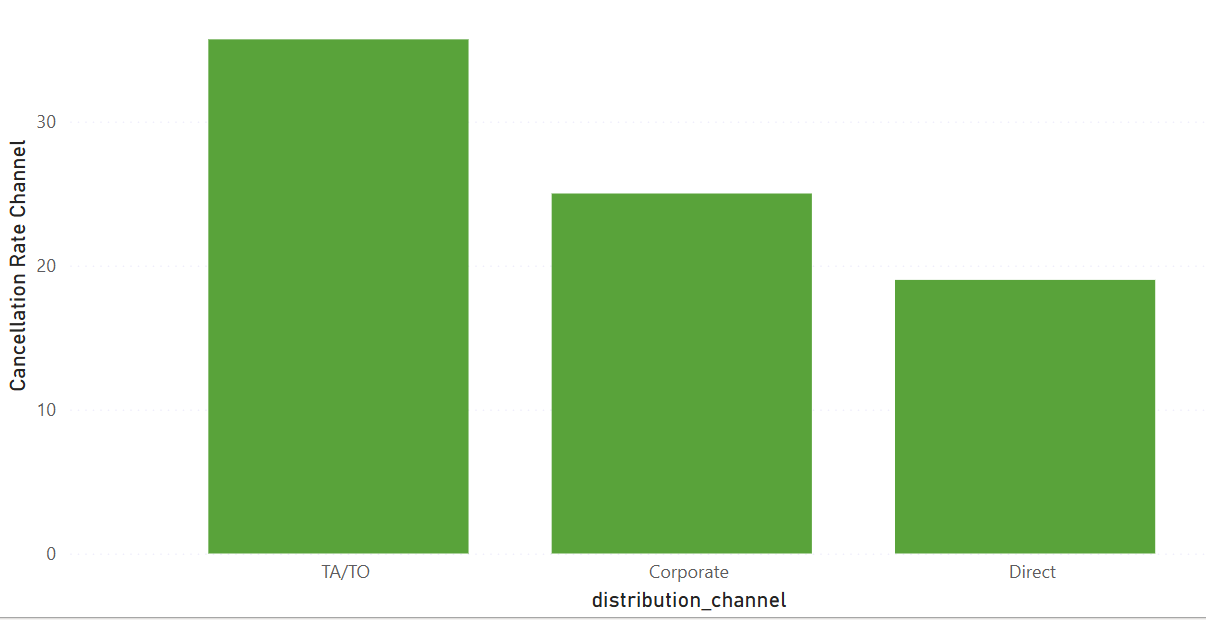 Cancellation Rate Channel
30
20
10
0
TA/TO
Corporate
Direct
distribution_channel